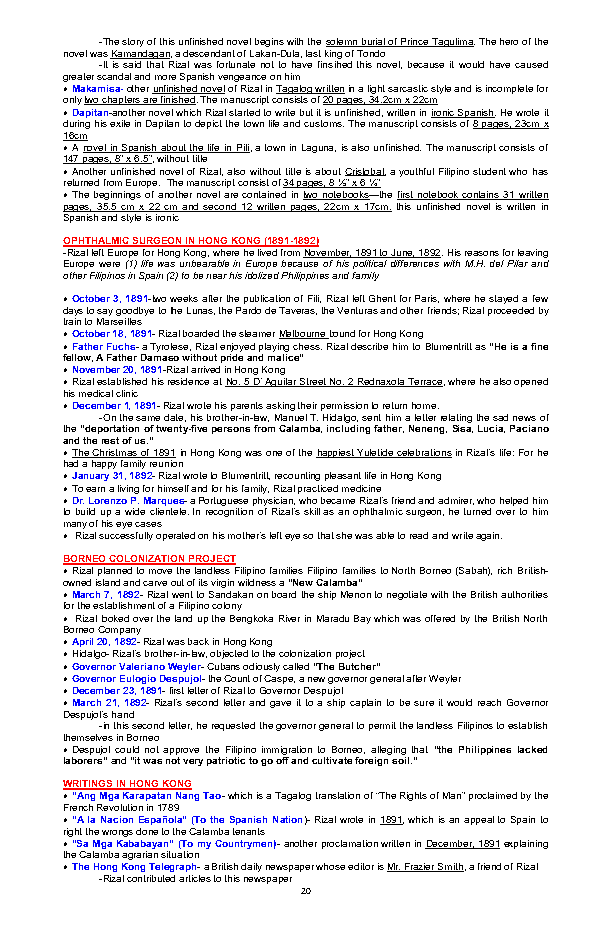 -The story of this unfinished novel begins with the solemn burial of Prince Tagulima. The hero of the
novel was Kamandagan, a descendant of Lakan-Dula, last king of Tondo
-It is said that Rizal was fortunate not to have finsihed this novel, because it would have caused
greater scandal and more Spanish vengeance on him
• Makamisa- other unfinished novel of Rizal in Tagalog written in a light sarcastic style and is incomplete for
only two chapters are finished. The manuscript consists of 20 pages, 34.2cm x 22cm
• Dapitan-another novel which Rizal started to write but it is unfinished, written in ironic Spanish. He wrote it
during his exile in Dapitan to depict the town life and customs. The manuscript consists of 8 pages, 23cm x
16cm
• A novel in Spanish about the life in Pili, a town in Laguna, is also unfinished. The manuscript consists of
147 pages, 8" x 6.5", without title
• Another unfinished novel of Rizal, also without title is about Cristobal, a youthful Filipino student who has
returned from Europe. The manuscript consist of 34 pages, 8 ½" x 6 ¼"
• The beginnings of another novel are contained in two notebooks—the first notebook contains 31 written
pages, 35.5 cm x 22 cm and second 12 written pages, 22cm x 17cm. this unfinished novel is written in
Spanish and style is ironic
OPHTHALMIC SURGEON IN HONG KONG (1891-1892)
-Rizal left Europe for Hong Kong, where he lived from November, 1891 to June, 1892. His reasons for leaving
Europe were (1) life was unbearable in Europe because of his political differences with M.H. del Pilar and
other Filipinos in Spain (2) to be near his idolized Philippines and family
• October 3, 1891-two weeks after the publication of Fili, Rizal left Ghent for Paris, where he stayed a few
days to say goodbye to the Lunas, the Pardo de Taveras, the Venturas and other friends; Rizal proceeded by
train to Marseilles
• October 18, 1891- Rizal boarded the steamer Melbourne bound for Hong Kong
• Father Fuchs- a Tyrolese, Rizal enjoyed playing chess. Rizal describe him to Blumentritt as "He is a fine
fellow, A Father Damaso without pride and malice"
• November 20, 1891-Rizal arrived in Hong Kong
• Rizal established his residence at No. 5 D' Aguilar Street No. 2 Rednaxola Terrace, where he also opened
his medical clinic
• December 1, 1891- Rizal wrote his parents asking their permission to return home.
-On the same date, his brother-in-law, Manuel T. Hidalgo, sent him a letter relating the sad news of
the "deportation of twenty-five persons from Calamba, including father, Neneng, Sisa, Lucia, Paciano
and the rest of us."
• The Christmas of 1891 in Hong Kong was one of the happiest Yuletide celebrations in Rizal's life: For he
had a happy family reunion
• January 31, 1892- Rizal wrote to Blumentritt, recounting pleasant life in Hong Kong
• To earn a living for himself and for his family, Rizal practiced medicine
• Dr. Lorenzo P. Marques- a Portuguese physician, who became Rizal's friend and admirer, who helped him
to build up a wide clientele. In recognition of Rizal's skill as an ophthalmic surgeon, he turned over to him
many of his eye cases
• Rizal successfully operated on his mother's left eye so that she was able to read and write again.
BORNEO COLONIZATION PROJECT
• Rizal planned to move the landless Filipino families Filipino families to North Borneo (Sabah), rich British-
owned island and carve out of its virgin wildness a "New Calamba"
• March 7, 1892- Rizal went to Sandakan on board the ship Menon to negotiate with the British authorities
for the establishment of a Filipino colony
• Rizal looked over the land up the Bengkoka River in Maradu Bay which was offered by the British North
Borneo Company
• April 20, 1892- Rizal was back in Hong Kong
• Hidalgo- Rizal's brother-in-law, objected to the colonization project
• Governor Valeriano Weyler- Cubans odiously called "The Butcher"
• Governor Eulogio Despujol- the Count of Caspe, a new governor general after Weyler
• December 23, 1891- first letter of Rizal to Governor Despujol
• March 21, 1892- Rizal's second letter and gave it to a ship captain to be sure it would reach Governor
Despujol's hand
-in this second letter, he requested the governor general to permit the landless Filipinos to establish
themselves in Borneo
• Despujol could not approve the Filipino immigration to Borneo, alleging that "the Philippines lacked
laborers" and "it was not very patriotic to go off and cultivate foreign soil."
WRITINGS IN HONG KONG
• "Ang Mga Karapatan Nang Tao- which is a Tagalog translation of "The Rights of Man" proclaimed by the
French Revolution in 1789
• "A la Nacion Española" (To the Spanish Nation)- Rizal wrote in 1891, which is an appeal to Spain to
right the wrongs done to the Calamba tenants
• "Sa Mga Kababayan" (To my Countrymen)- another proclamation written in December, 1891 explaining
the Calamba agrarian situation
• The Hong Kong Telegraph- a British daily newspaper whose editor is Mr. Frazier Smith, a friend of Rizal
-Rizal contributed articles to this newspaper
20